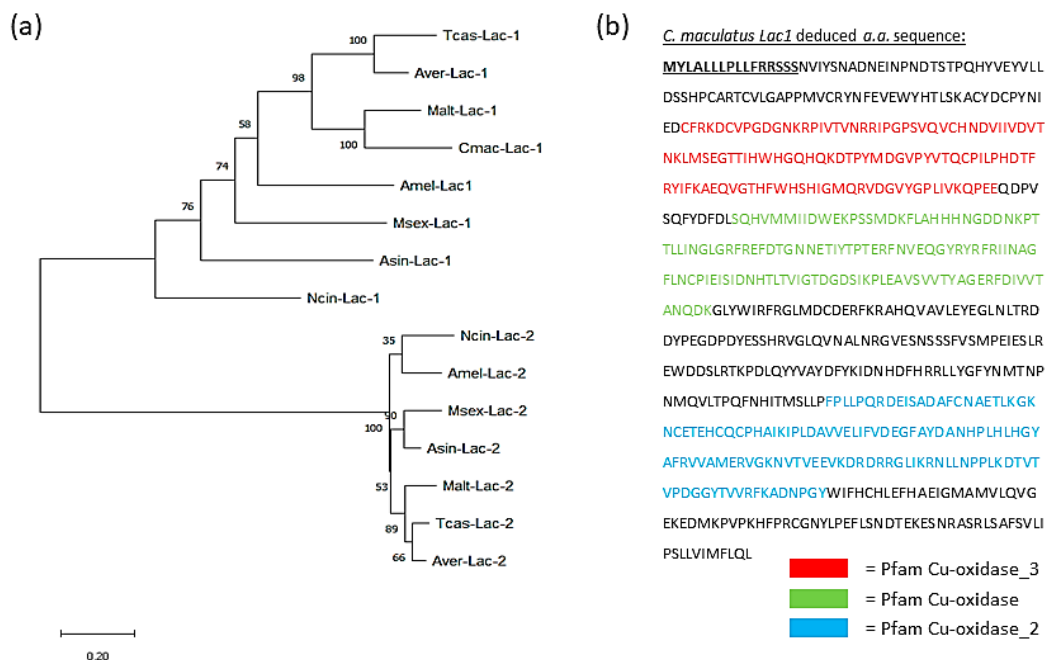 (a)
100
Tcas-Lac-1
Aver-Lac-1
98
Malt-Lac-1
100
Cmac-Lac-1
58
Amel-Lac1
74
Msex-Lac-1
76
Asin-Lac-1
Ncin-Lac-1
Ncin-Lac-2
35
Amel-Lac-2
Msex-Lac-2
90
100
Asin-Lac-2
Malt-Lac-2
53
Tcas-Lac-2
89
66
Aver-Lac-2
0.20
(b)
C. maculatus Lac1 deduced a.a. sequence:
MYLALLLPLLFRRSSSNVIYSNADNEINPNDTSTPQHYVEYVLL
DSSHPCARTCVLGAPPMVCRYNFEVEWYHTLSKACYDCPYNI
EDCFRKDCVPGDGNKRPIVTVNRRIPGPSVQVCHNDVIIVDVT
NKLMSEGTTIHWHGQHQKDTPYMDGVPYVTQCPILPHDTF
RYIFKAEQVGTHFWHSHIGMQRVDGVYGPLIVKQPEEQDPV
SQFYDFDLSQHVMMIIDWEKPSSMDKFLAHHHNGDDNKPT
TLLINGLGRFREFDTGNNETIYTPTERFNVEQGYRYRFRIINAG
FLNCPIEISIDNHTLTVIGTDGDSIKPLEAVSVVTYAGERFDIVVT
ANQDKGLYWIRFRGLMDCDERFKRAHQVAVLEYEGLNLTRD
DYPEGDPDYESSHRVGLQVNALNRGVESNSSSFVSMPEIESLR
EWDDSLRTKPDLQYYVAYDFYKIDNHDFHRRLLYGFYNMTNP
NMQVLTPQFNHITMSLLPFPLLPQRDEISADAFCNAETLKGK
NCETEHCQCPHAIKIPLDAVVELIFVDEGFAYDANHPLHLHGY
AFRVVAMERVGKNVTVEEVKDRDRRGLIKRNLLNPPLKDTVT
VPDGGYTVVRFKADNPGYWIFHCHLEFHAEIGMAMVLQVG
EKEDMKPVPKHFPRCGNYLPEFLSNDTEKESNRASRLSAFSVLI
PSLLVIMFLQL
= Pfam Cu-oxidase_3
= Pfam Cu-oxidase
= Pfam Cu-oxidase_2